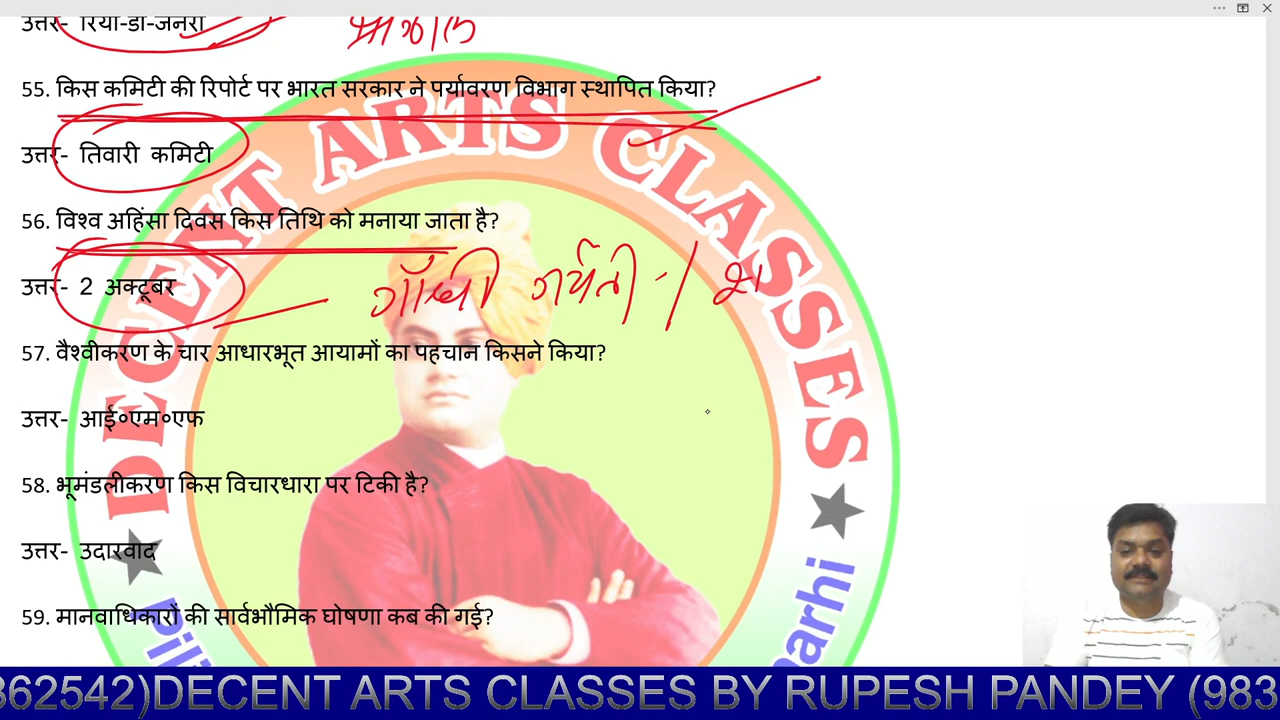 उत्तर- रियो-डी-जेनेरो
55. किस कमिटी की रिपोर्ट पर भारत सरकार ने पर्यावरण विभाग स्थापित किया?
उत्तर- तिवारी कमिटी
56. विश्व अहिंसा दिवस किस तिथि को मनाया जाता है?
उत्तर- 2 अक्टूबर
57. वैश्वीकरण के चार आधारभूत आयामों का पहचान किसने किया?
उत्तर- आई०एम०एफ
58. भूमंडलीकरण किस विचारधारा पर टिकी है?
उत्तर- उदारवाद
59. मानवाधिकारों की सार्वभौमिक घोषणा कब की गई?
DECENT ARTS CLASSES
362542)DECENT ARTS CLASSES BY RUPESH PANDEY (983